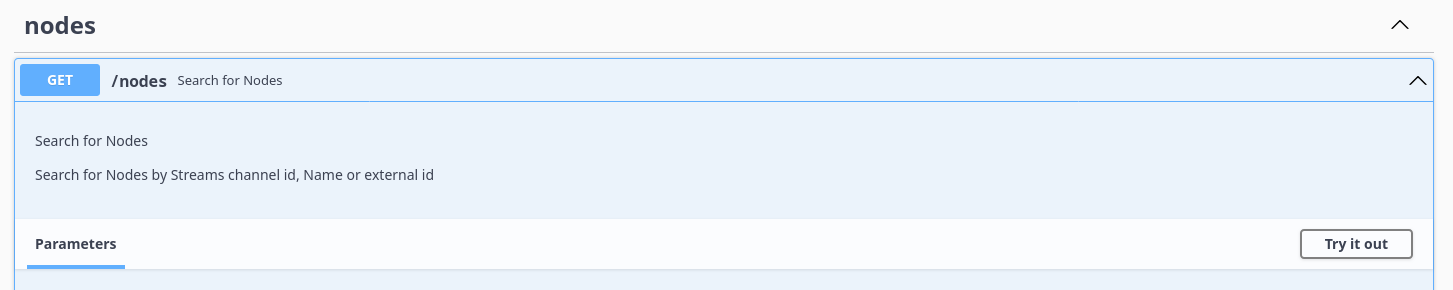 nodes
GET /nodes Search for Nodes
Search for Nodes
Search for Nodes by Streams channel id, Name or external id
Parameters Try it out